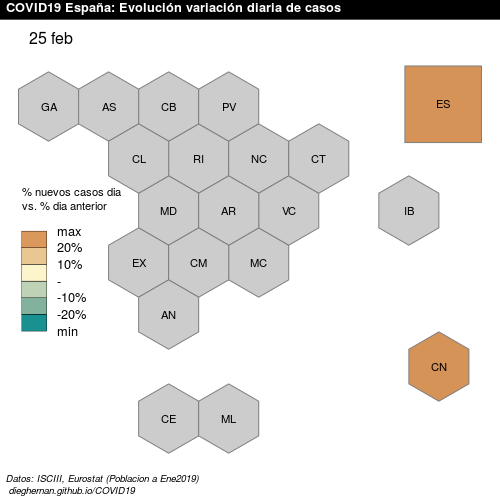 COVID19 España: Evolución variación diaria de casos
25 feb
ES
GA AS CB PV
CL RI NC CT
% nuevos casos dia
vs. % dia anterior
MD AR VC IB
max
20%
10%
-
-10%
-20%
min
EX CM MC
AN
CN
CE ML
Datos: ISCIII, Eurostat (Poblacion a Ene2019)
dieghernan.github.io/COVID19